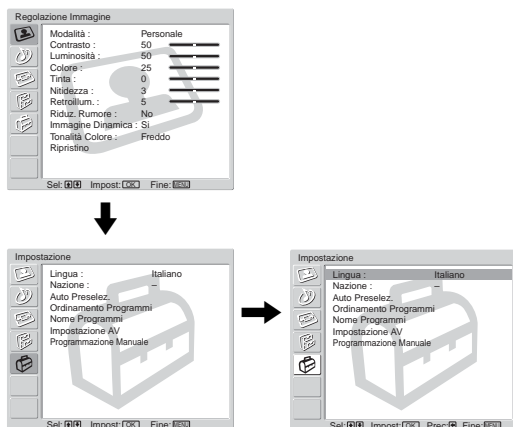 Regolazione Immagine
Modalità : Personale
Contrasto : 50
Luminosità : 50
Colore : 25
Tinta : 0
Nitidezza : 3
Retroillum. : 5
Riduz. Rumore : No
Immagine Dinamica : Si
Tonalità Colore : Freddo
Ripristino
Sel: Impost: OK Fine: MENU
Impostazione
Lingua : Italiano
Nazione : –
Auto Preselez.
Ordinamento Programmi
Nome Programmi
Impostazione AV
Programmazione Manuale
Sel: Impost: OK Fine: MENU
Impostazione
Lingua : Italiano
Nazione : –
Auto Preselez.
Ordinamento Programmi
Nome Programmi
Impostazione AV
Programmazione Manuale
Sel: Impost: OK Prec: Fine: MENU